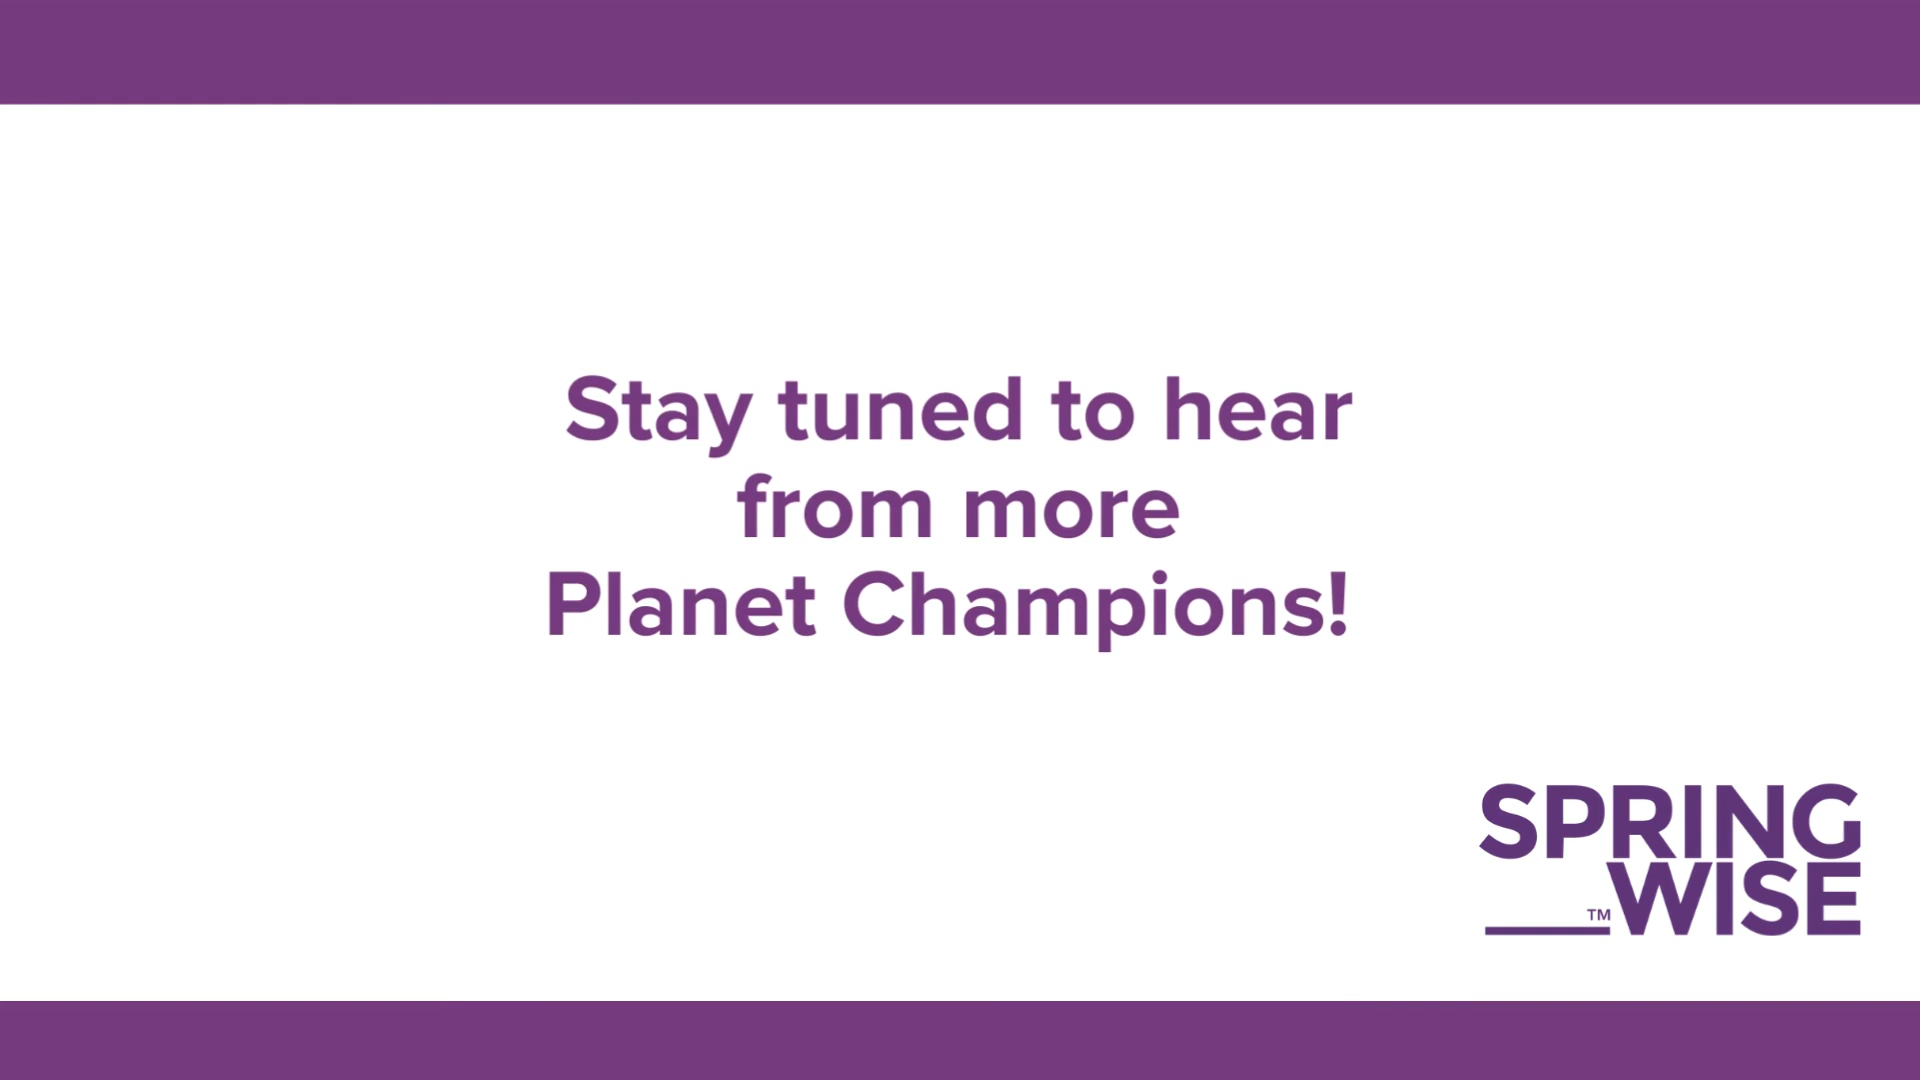 Stay tuned to hear
from more
Planet Champions!
SPRING
™WISE